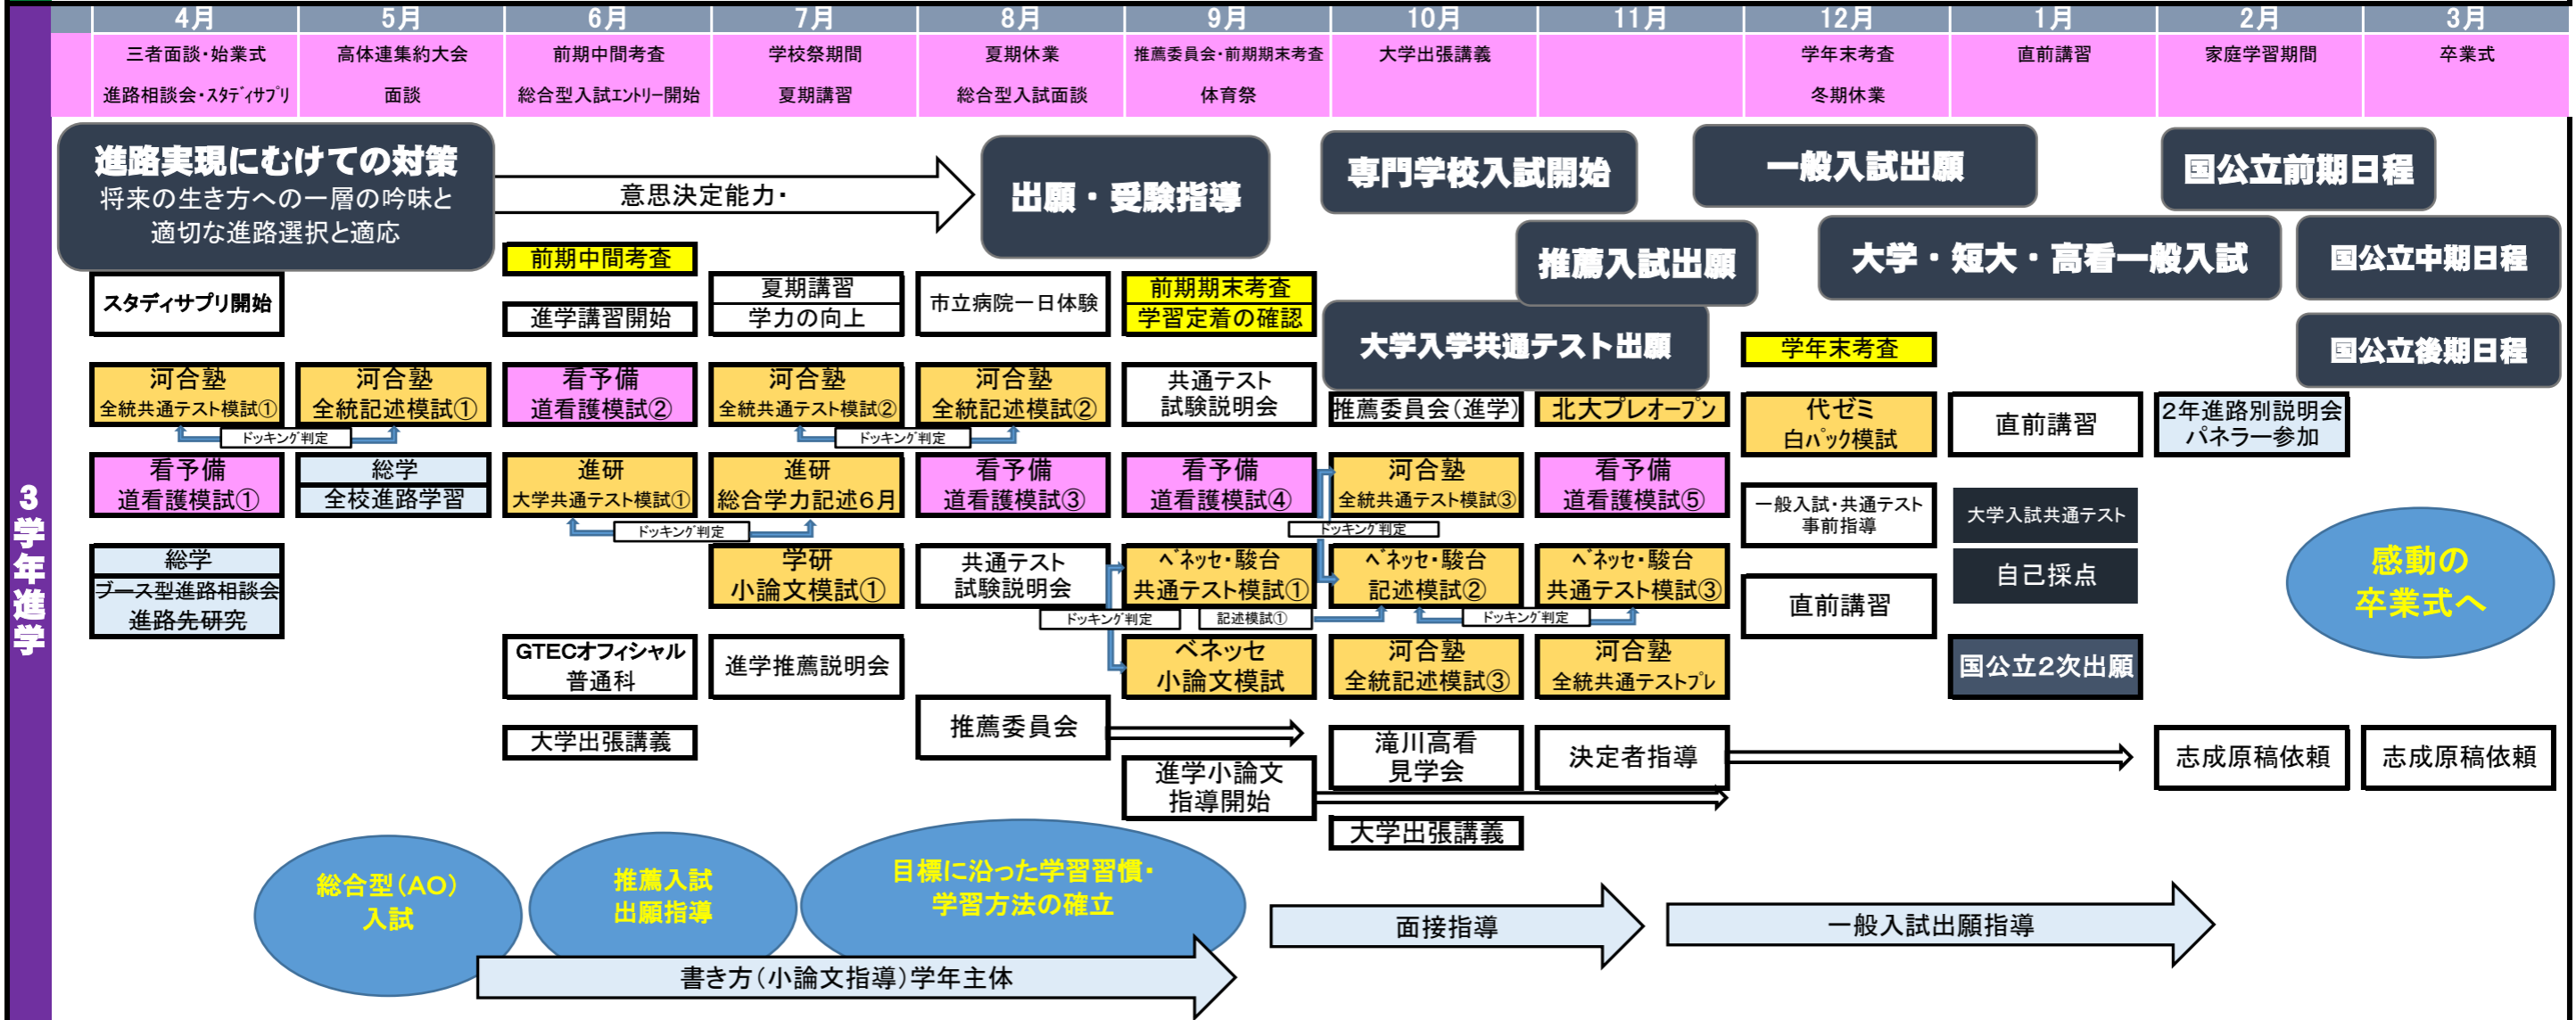 4月
5月
6月
7月
8月
9月
10月
11月
12月
1月
2月
3月
三者面談・始業式
高体連集約大会
前期中間考査
学校祭期間
夏期休業
推薦委員会・前期期末考査
大学出張講義
学年末考査
直前講習
家庭学習期間
卒業式
進路相談会・スタディサプリ
面談
総合型入試エントリー開始
夏期講習
総合型入試面談
体育祭
冬期休業
3学年進学
進路実現にむけての対策
将来の生き方への一層の吟味と
適切な進路選択と適応
意思決定能力・
出願・受験指導
専門学校入試開始
一般入試出願
国公立前期日程
推薦入試出願
大学・短大・高看一般入試
国公立中期日程
大学入学共通テスト出願
国公立後期日程
前期中間考査
スタディサプリ開始
進学講習開始
夏期講習
学力の向上
市立病院一日体験
前期期末考査
学習定着の確認
学年末考査
河合塾
全統共通テスト模試①
河合塾
全統記述模試①
看予備
道看護模試②
河合塾
全統共通テスト模試②
河合塾
全統記述模試②
共通テスト
試験説明会
推薦委員会(進学)
北大プレオープン
代ゼミ
白パック模試
直前講習
2年進路別説明会
パネラー参加
ドッキング判定
ドッキング判定
看予備
道看護模試①
総学
全校進路学習
進研
大学共通テスト模試①
進研
総合学力記述6月
看予備
道看護模試③
看予備
道看護模試④
河合塾
全統共通テスト模試③
看予備
道看護模試⑤
一般入試・共通テスト
事前指導
大学入試共通テスト
ドッキング判定
ドッキング判定
総学
ブース型進路相談会
進路先研究
学研
小論文模試①
共通テスト
試験説明会
ベネッセ・駿台
共通テスト模試①
ベネッセ・駿台
記述模試②
ベネッセ・駿台
共通テスト模試③
直前講習
自己採点
感動の
卒業式へ
ドッキング判定
記述模試①
ドッキング判定
GTECオフィシャル
普通科
進学推薦説明会
ベネッセ
小論文模試
河合塾
全統記述模試③
河合塾
全統共通テストプレ
国公立2次出願
大学出張講義
推薦委員会
進学小論文
指導開始
滝川高看
見学会
決定者指導
志成原稿依頼
志成原稿依頼
大学出張講義
総合型(AO)
入試
推薦入試
出願指導
目標に沿った学習習慣・
学習方法の確立
面接指導
一般入試出願指導
書き方(小論文指導)学年主体